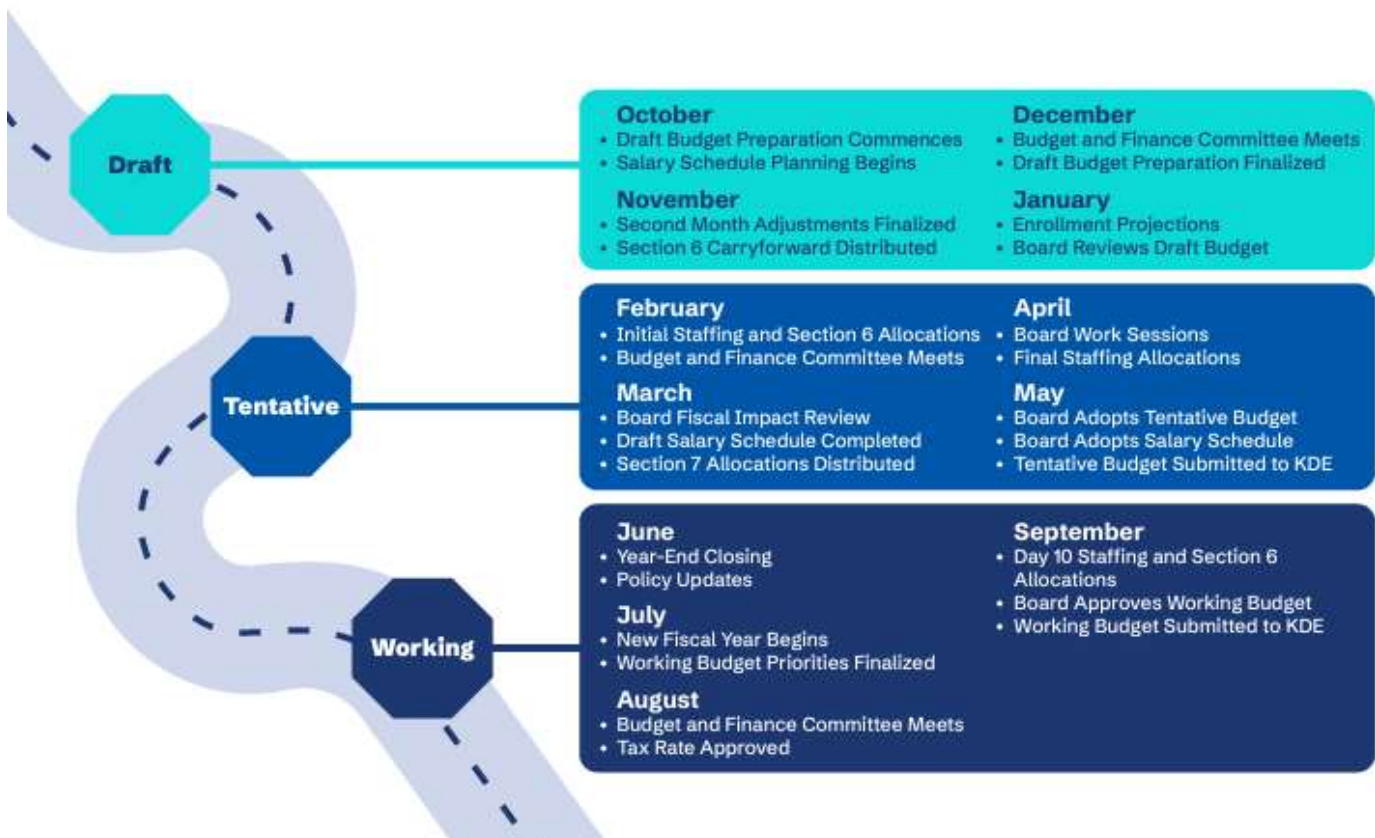 Draft
October
• Draft Budget Preparation Commences
• Salary Schedule Planning Begins
November
• Second Month Adjustments Finalized
• Section 6 Carryforward Distributed
December
• Budget and Finance Committee Meets
• Draft Budget Preparation Finalized
January
• Enrollment Projections
• Board Reviews Draft Budget
Tentative
February
• Initial Staffing and Section 6 Allocations
• Budget and Finance Committee Meets
March
• Board Fiscal Impact Review
• Draft Salary Schedule Completed
• Section 7 Allocations Distributed
April
• Board Work Sessions
• Final Staffing Allocations
May
• Board Adopts Tentative Budget
• Board Adopts Salary Schedule
• Tentative Budget Submitted to KDE
Working
June
• Year-End Closing
• Policy Updates
July
• New Fiscal Year Begins
• Working Budget Priorities Finalized
August
• Budget and Finance Committee Meets
• Tax Rate Approved
September
• Day 10 Staffing and Section 6
Allocations
• Board Approves Working Budget
• Working Budget Submitted to KDE